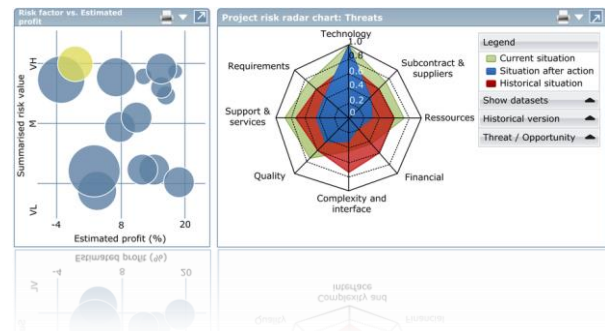 Risk factor vs. Estimated
profit
VH
M
VL
Summarised risk value
-4
8
20
Estimated profit (%)
Project risk radar chart: Threats
Technology
1.0
0.8
0.6
0.4
0.2
0
Requirements
Subcontract &
suppliers
Support &
services
Ressources
Quality
Financial
Complexity and
interface
Legend
Current situation
Situation after action
Historical situation
Show datasets
Historical version
Threat / Opportunity